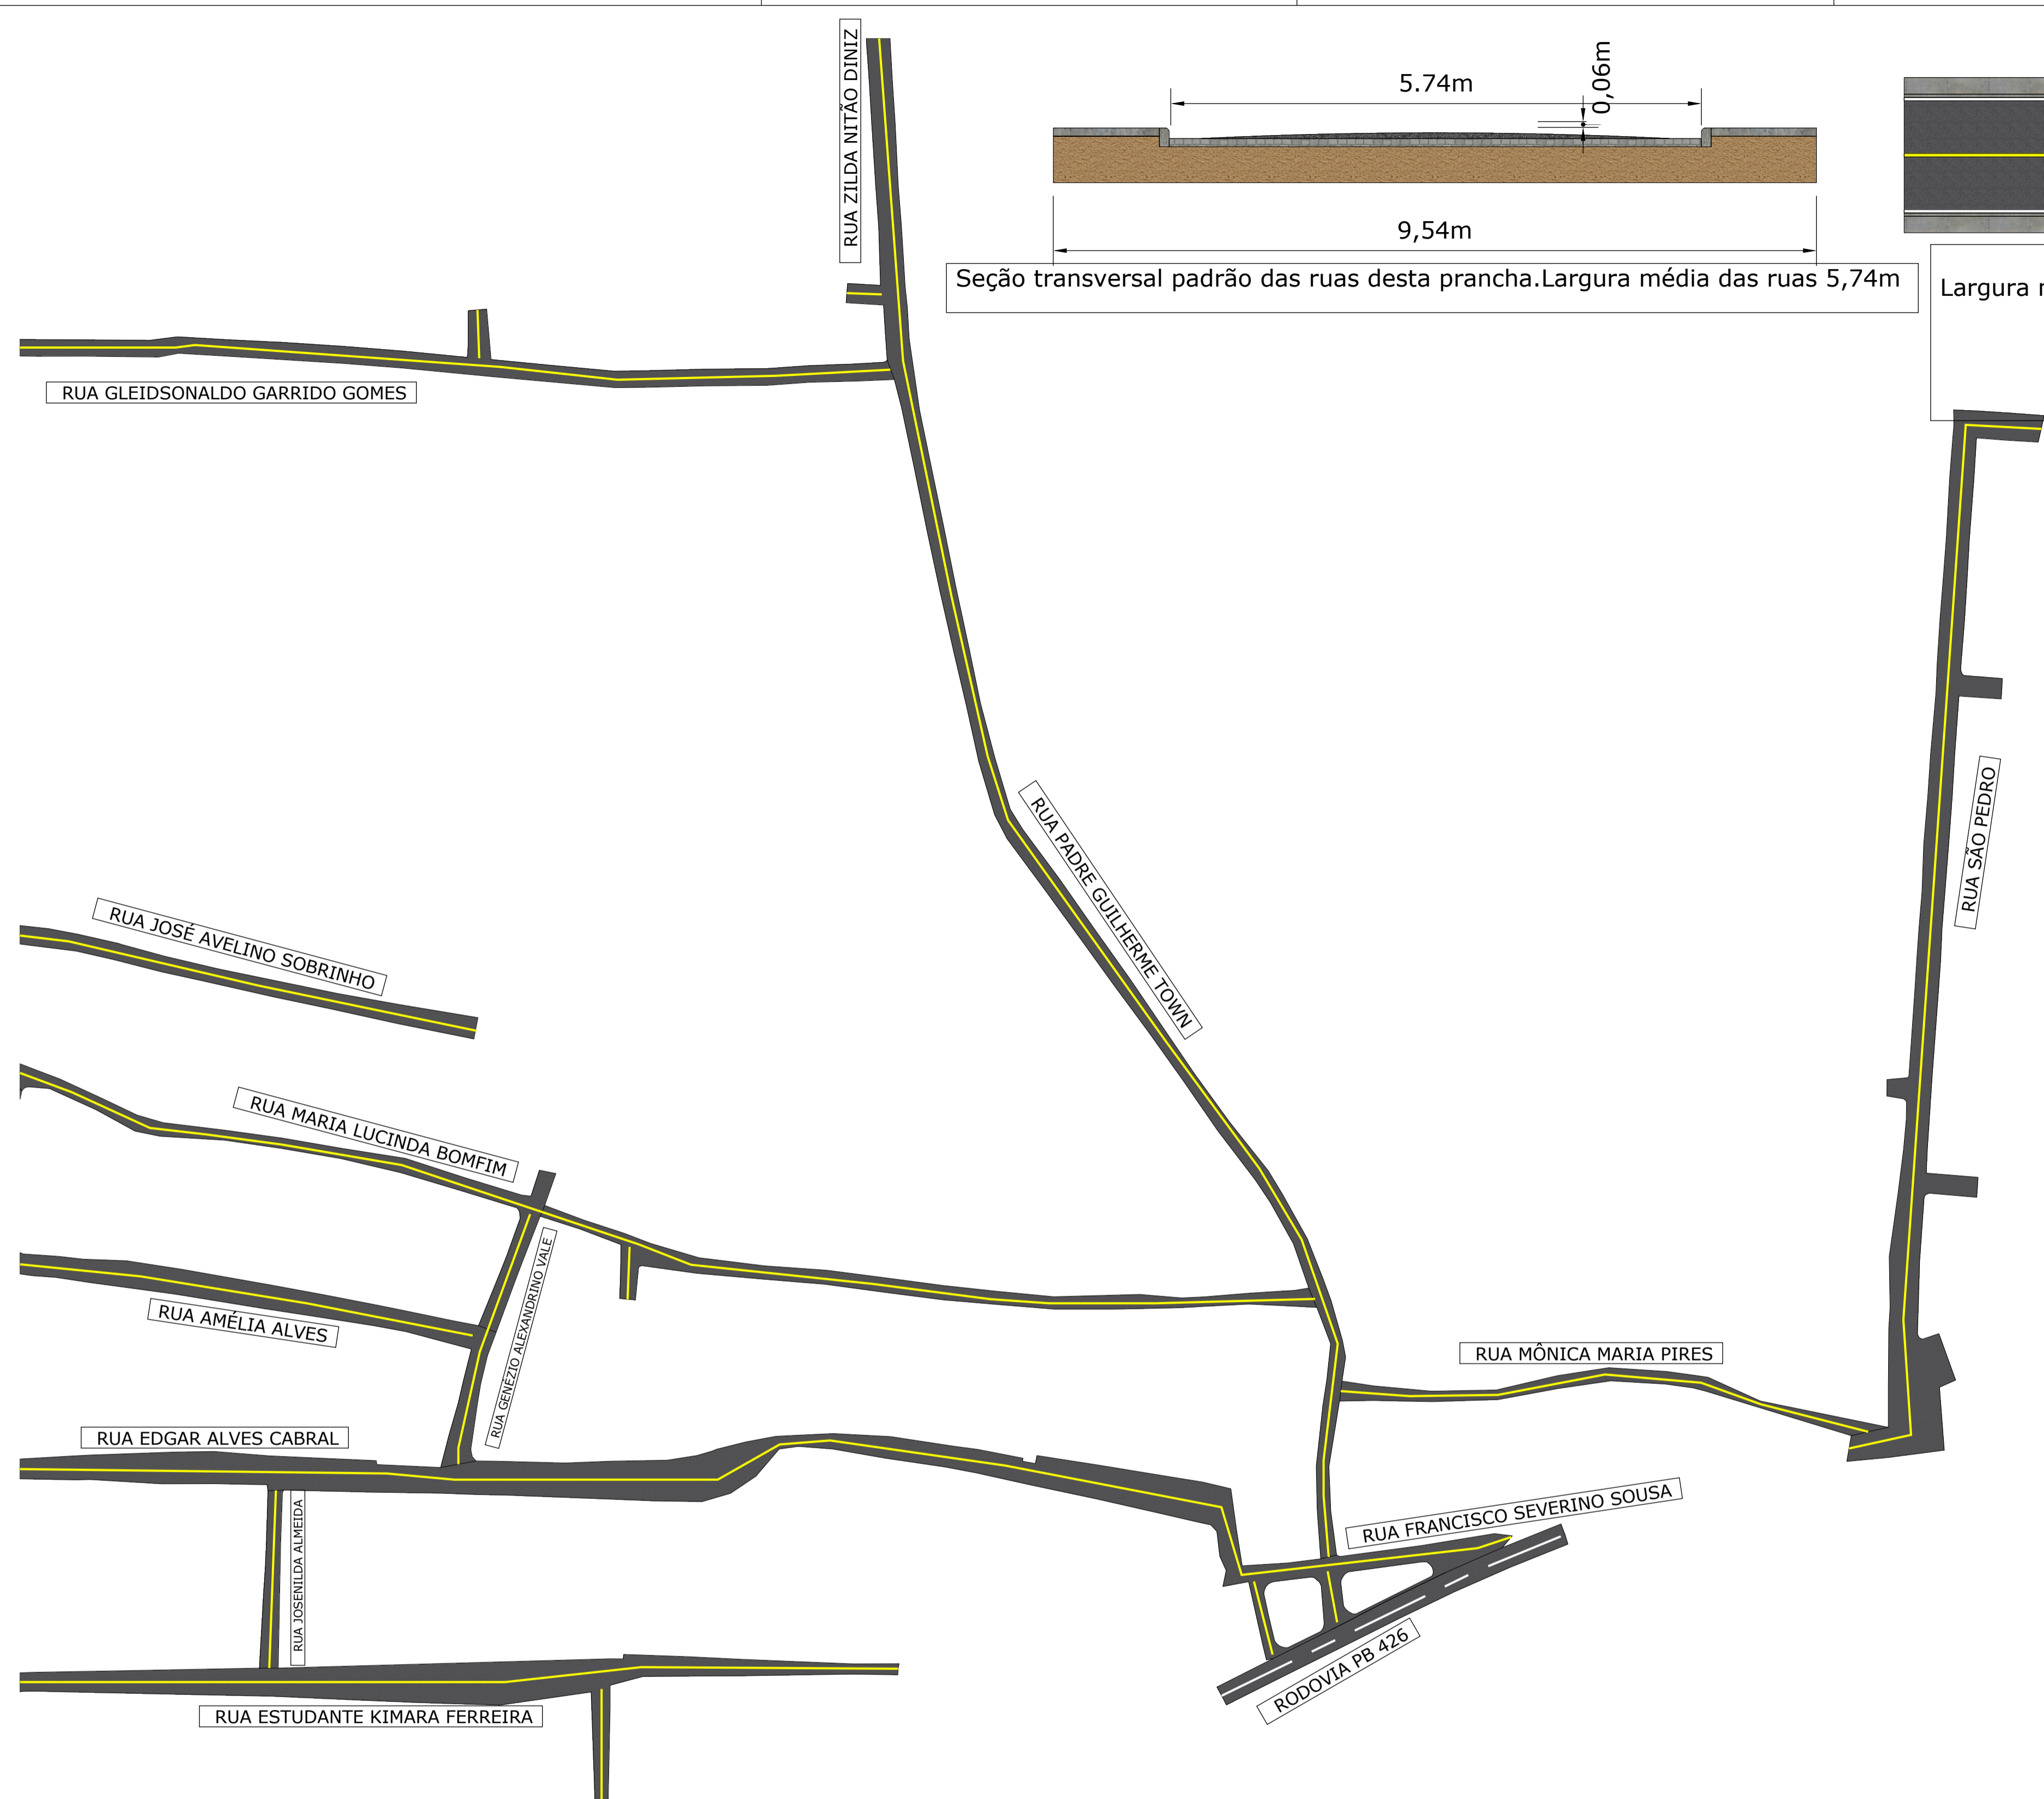 RUA ZILDA NITÃO DINIZ
5.74m
0,06m
9,54m
Seção transversal padrão das ruas desta prancha.Largura média das ruas 5,74m
Largura
RUA GLEIDSONALDO GARRIDO GOMES
RUA PADRE GUILHERME TOWN
RUA SÃO PEDRO
RUA JOSÉ AVELINO SOBRINHO
RUA MARIA LUCINDA BOMFIM
RUA GENÉZIO ALEXANDRINO VALE
RUA AMÉLIA ALVES
RUA MÔNICA MARIA PIRES
RUA EDGAR ALVES CABRAL
RUA JOSENILDA ALMEIDA
RUA FRANCISCO SEVERINO SOUSA
RODOVIA PB 426
RUA ESTUDANTE KIMARA FERREIRA